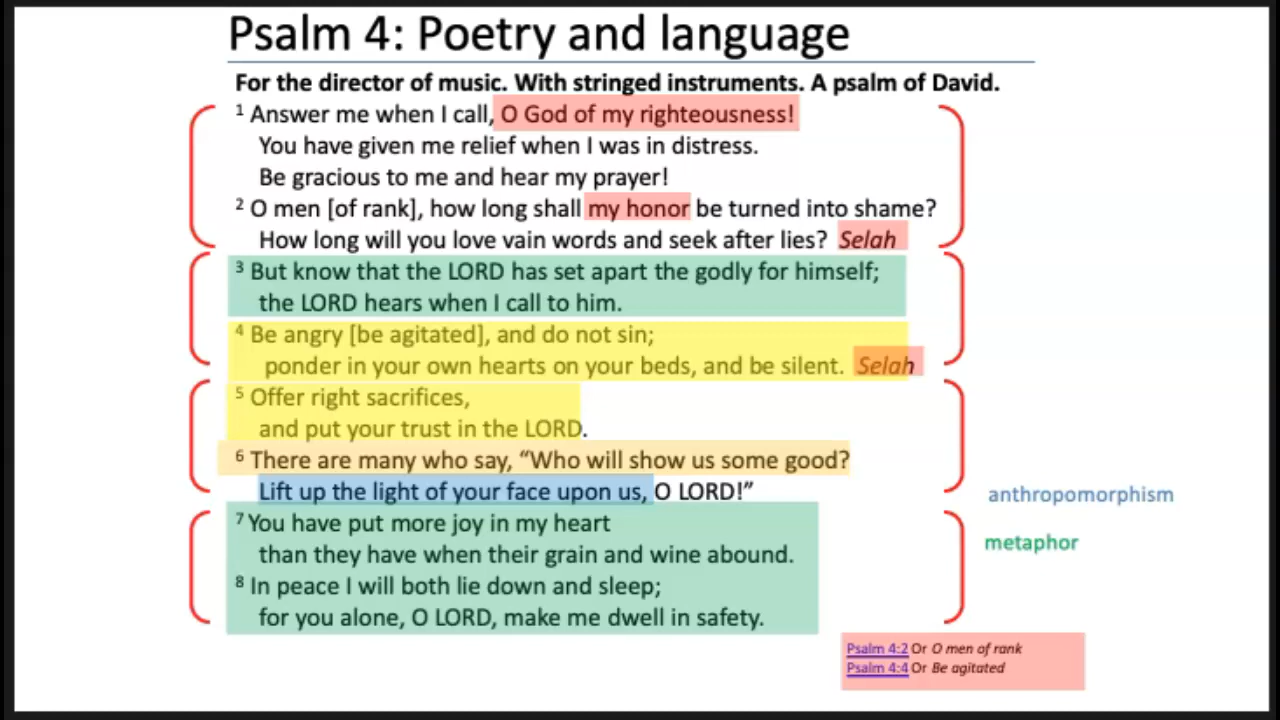 Psalm 4: Poetry and language
For the director of music. With stringed instruments. A psalm of David.
1 Answer me when I call, O God of my righteousness!
You have given me relief when I was in distress.
Be gracious to me and hear my prayer!
2 O men [of rank], how long shall my honor be turned into shame?
How long will you love vain words and seek after lies? Selah
3 But know that the LORD has set apart the godly for himself;
the LORD hears when I call to him.
4 Be angry [be agitated], and do not sin;
ponder in your own hearts on your beds, and be silent. Selah
5 Offer right sacrifices,
and put your trust in the LORD.
6 There are many who say, “Who will show us some good?
Lift up the light of your face upon us, O LORD!”
anthropomorphism
7 You have put more joy in my heart
metaphor
than they have when their grain and wine abound.
8 In peace I will both lie down and sleep;
for you alone, O LORD, make me dwell in safety.
Psalm 4:2 Or O men of rank
Psalm 4:4 Or Be agitated